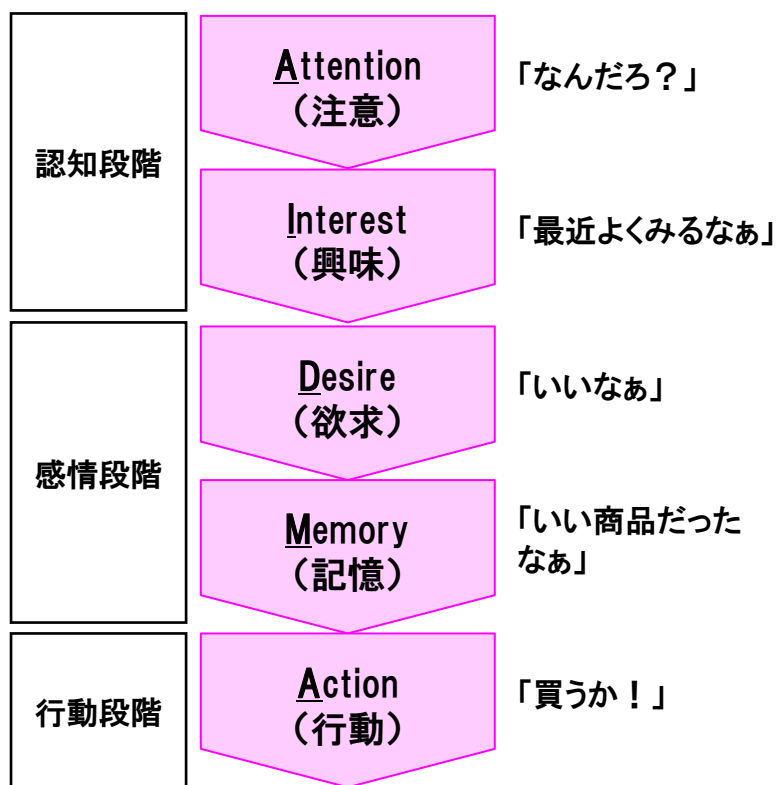 認知段階
Attention
（注意）
「なんだろ？」
Interest
（興味）
「最近よくみるなぁ」
感情段階
Desire
（欲求）
「いいなぁ」
Memory
（記憶）
「いい商品だった
なぁ」
行動段階
Action
（行動）
「買うか！」